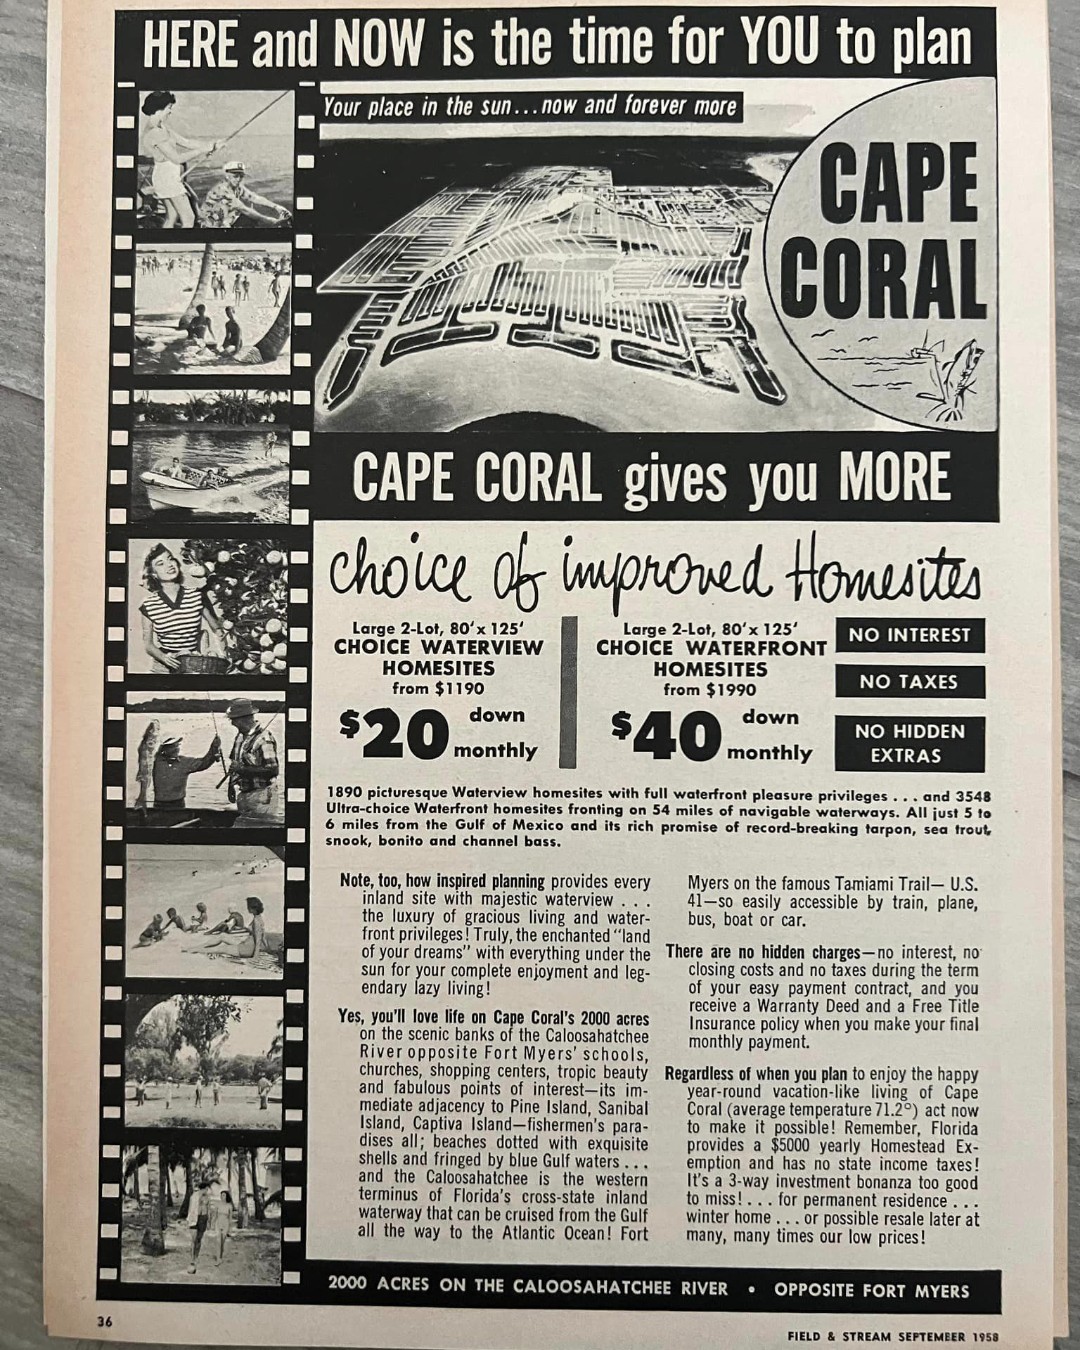 HERE and NOW is the time for YOU to plan
Your place in the sun...now and forever more
CAPE
CORAL
CAPE CORAL gives you MORE
choice of improved Homesites
Large 2-Lot, 80'x 125'
CHOICE WATERVIEW
HOMESITES
from $1190
$20 down
monthly
Large 2-Lot, 80'x 125'
CHOICE WATERFRONT
HOMESITES
from $1990
$40 down
monthly
NO INTEREST
NO TAXES
NO HIDDEN
EXTRAS
1890 picturesque Waterview homesites with full waterfront pleasure privileges . . . and 3548
Ultra-choice Waterfront homesites fronting on 54 miles of navigable waterways. All just 5 to
6 miles from the Gulf of Mexico and its rich promise of record-breaking tarpon, sea trout,
snook, bonito and channel bass.
Note, too, how inspired planning provides every
inland site with majestic waterview . . .
the luxury of gracious living and water-
front privileges! Truly, the enchanted "land
of your dreams" with everything under the
sun for your complete enjoyment and leg-
endary lazy living!
Yes, you'll love life on Cape Coral's 2000 acres
on the scenic banks of the Caloosahatchee
River opposite Fort Myers' schools,
churches, shopping centers, tropic beauty
and fabulous points of interest—its im-
mediate adjacency to Pine Island, Sanibal
Island, Captiva Island—fishermen's para-
dises all; beaches dotted with exquisite
shells and fringed by blue Gulf waters . . .
and the Caloosahatchee is the western
terminus of Florida's cross-state inland
waterway that can be cruised from the Gulf
all the way to the Atlantic Ocean! Fort
Myers on the famous Tamiami Trail— U.S.
41—so easily accessible by train, plane,
bus, boat or car.
There are no hidden charges—no interest, no
closing costs and no taxes during the term
of your easy payment contract, and you
receive a Warranty Deed and a Free Title
Insurance policy when you make your final
monthly payment.
Regardless of when you plan to enjoy the happy
year-round vacation-like living of Cape
Coral (average temperature 71.2°) act now
to make it possible! Remember, Florida
provides a $5000 yearly Homestead Ex-
emption and has no state income taxes!
It's a 3-way investment bonanza too good
to miss! . . . for permanent residence . . .
winter home . . . or possible resale later at
many, many times our low prices!
2000 ACRES ON THE CALOOSAHATCHEE RIVER • OPPOSITE FORT MYERS
36
FIELD & STREAM SEPTEMBER 1958